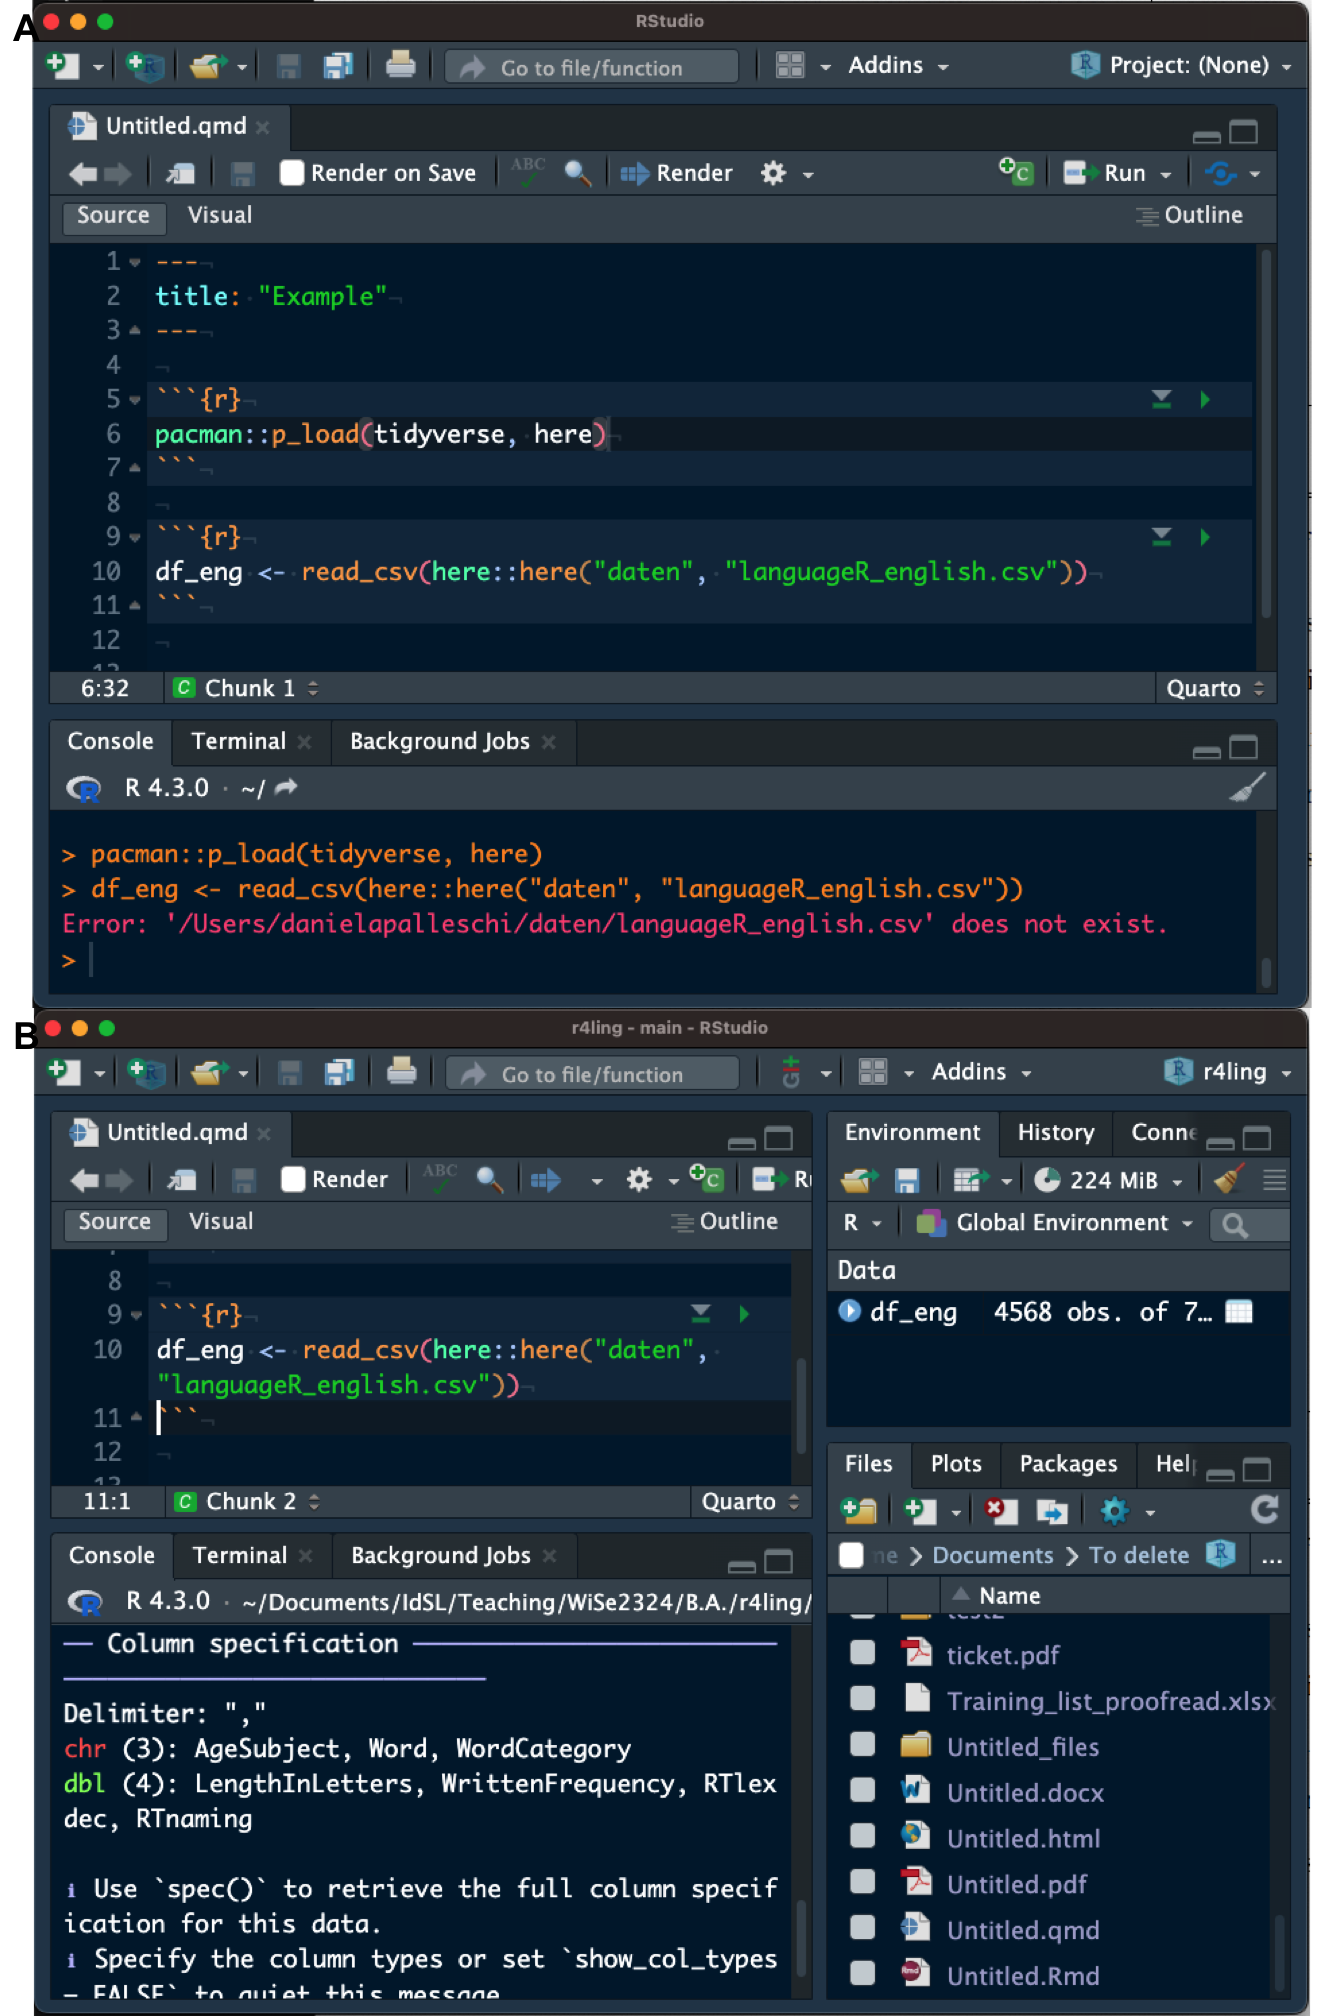 A
RStudio
Go to file/function
Addins
Project: (None)
Untitled.qmd
Render on Save
ABC
Render
Run
Source
Visual
Outline
1 ---
2 title: "Example"
3 ---
4
5 ```{r}
6 pacman::p_load(tidyverse, here)
7 ```
8
9 ```{r}
10 df_eng <- read_csv(here::here("daten", "languageR_english.csv"))
11 ```
12
6:32
Chunk 1
Quarto
Console
Terminal
Background Jobs
R 4.3.0 · ~/
> pacman::p_load(tidyverse, here)
> df_eng <- read_csv(here::here("daten", "languageR_english.csv"))
Error: '/Users/danielapalleschi/daten/languageR_english.csv' does not exist.
>
B
r4ling - main - RStudio
Go to file/function
Addins
r4ling
Untitled.qmd
Render
ABC
Source
Visual
Outline
8
9 ```{r}
10 df_eng <- read_csv(here::here("daten",
"languageR_english.csv"))
11 ```
12
11:1
Chunk 2
Quarto
Console
Terminal
Background Jobs
R 4.3.0 · ~/Documents/IdSL/Teaching/WiSe2324/B.A./r4ling/
── Column specification ──
Delimiter: ","
chr (3): AgeSubject, Word, WordCategory
dbl (4): LengthInLetters, WrittenFrequency, RTlex
dec, RTnaming
i Use `spec()` to retrieve the full column specif
ication for this data.
i Specify the column types or set `show_col_types
= FALSE` to quiet this message
Environment
History
Conne
224 MiB
R
Global Environment
Data
df_eng 4568 obs. of 7…
Files
Plots
Packages
Hel
ne > Documents > To delete
...
Name
test2
ticket.pdf
Training_list_proofread.xlsx
Untitled_files
Untitled.docx
Untitled.html
Untitled.pdf
Untitled.qmd
Untitled.Rmd